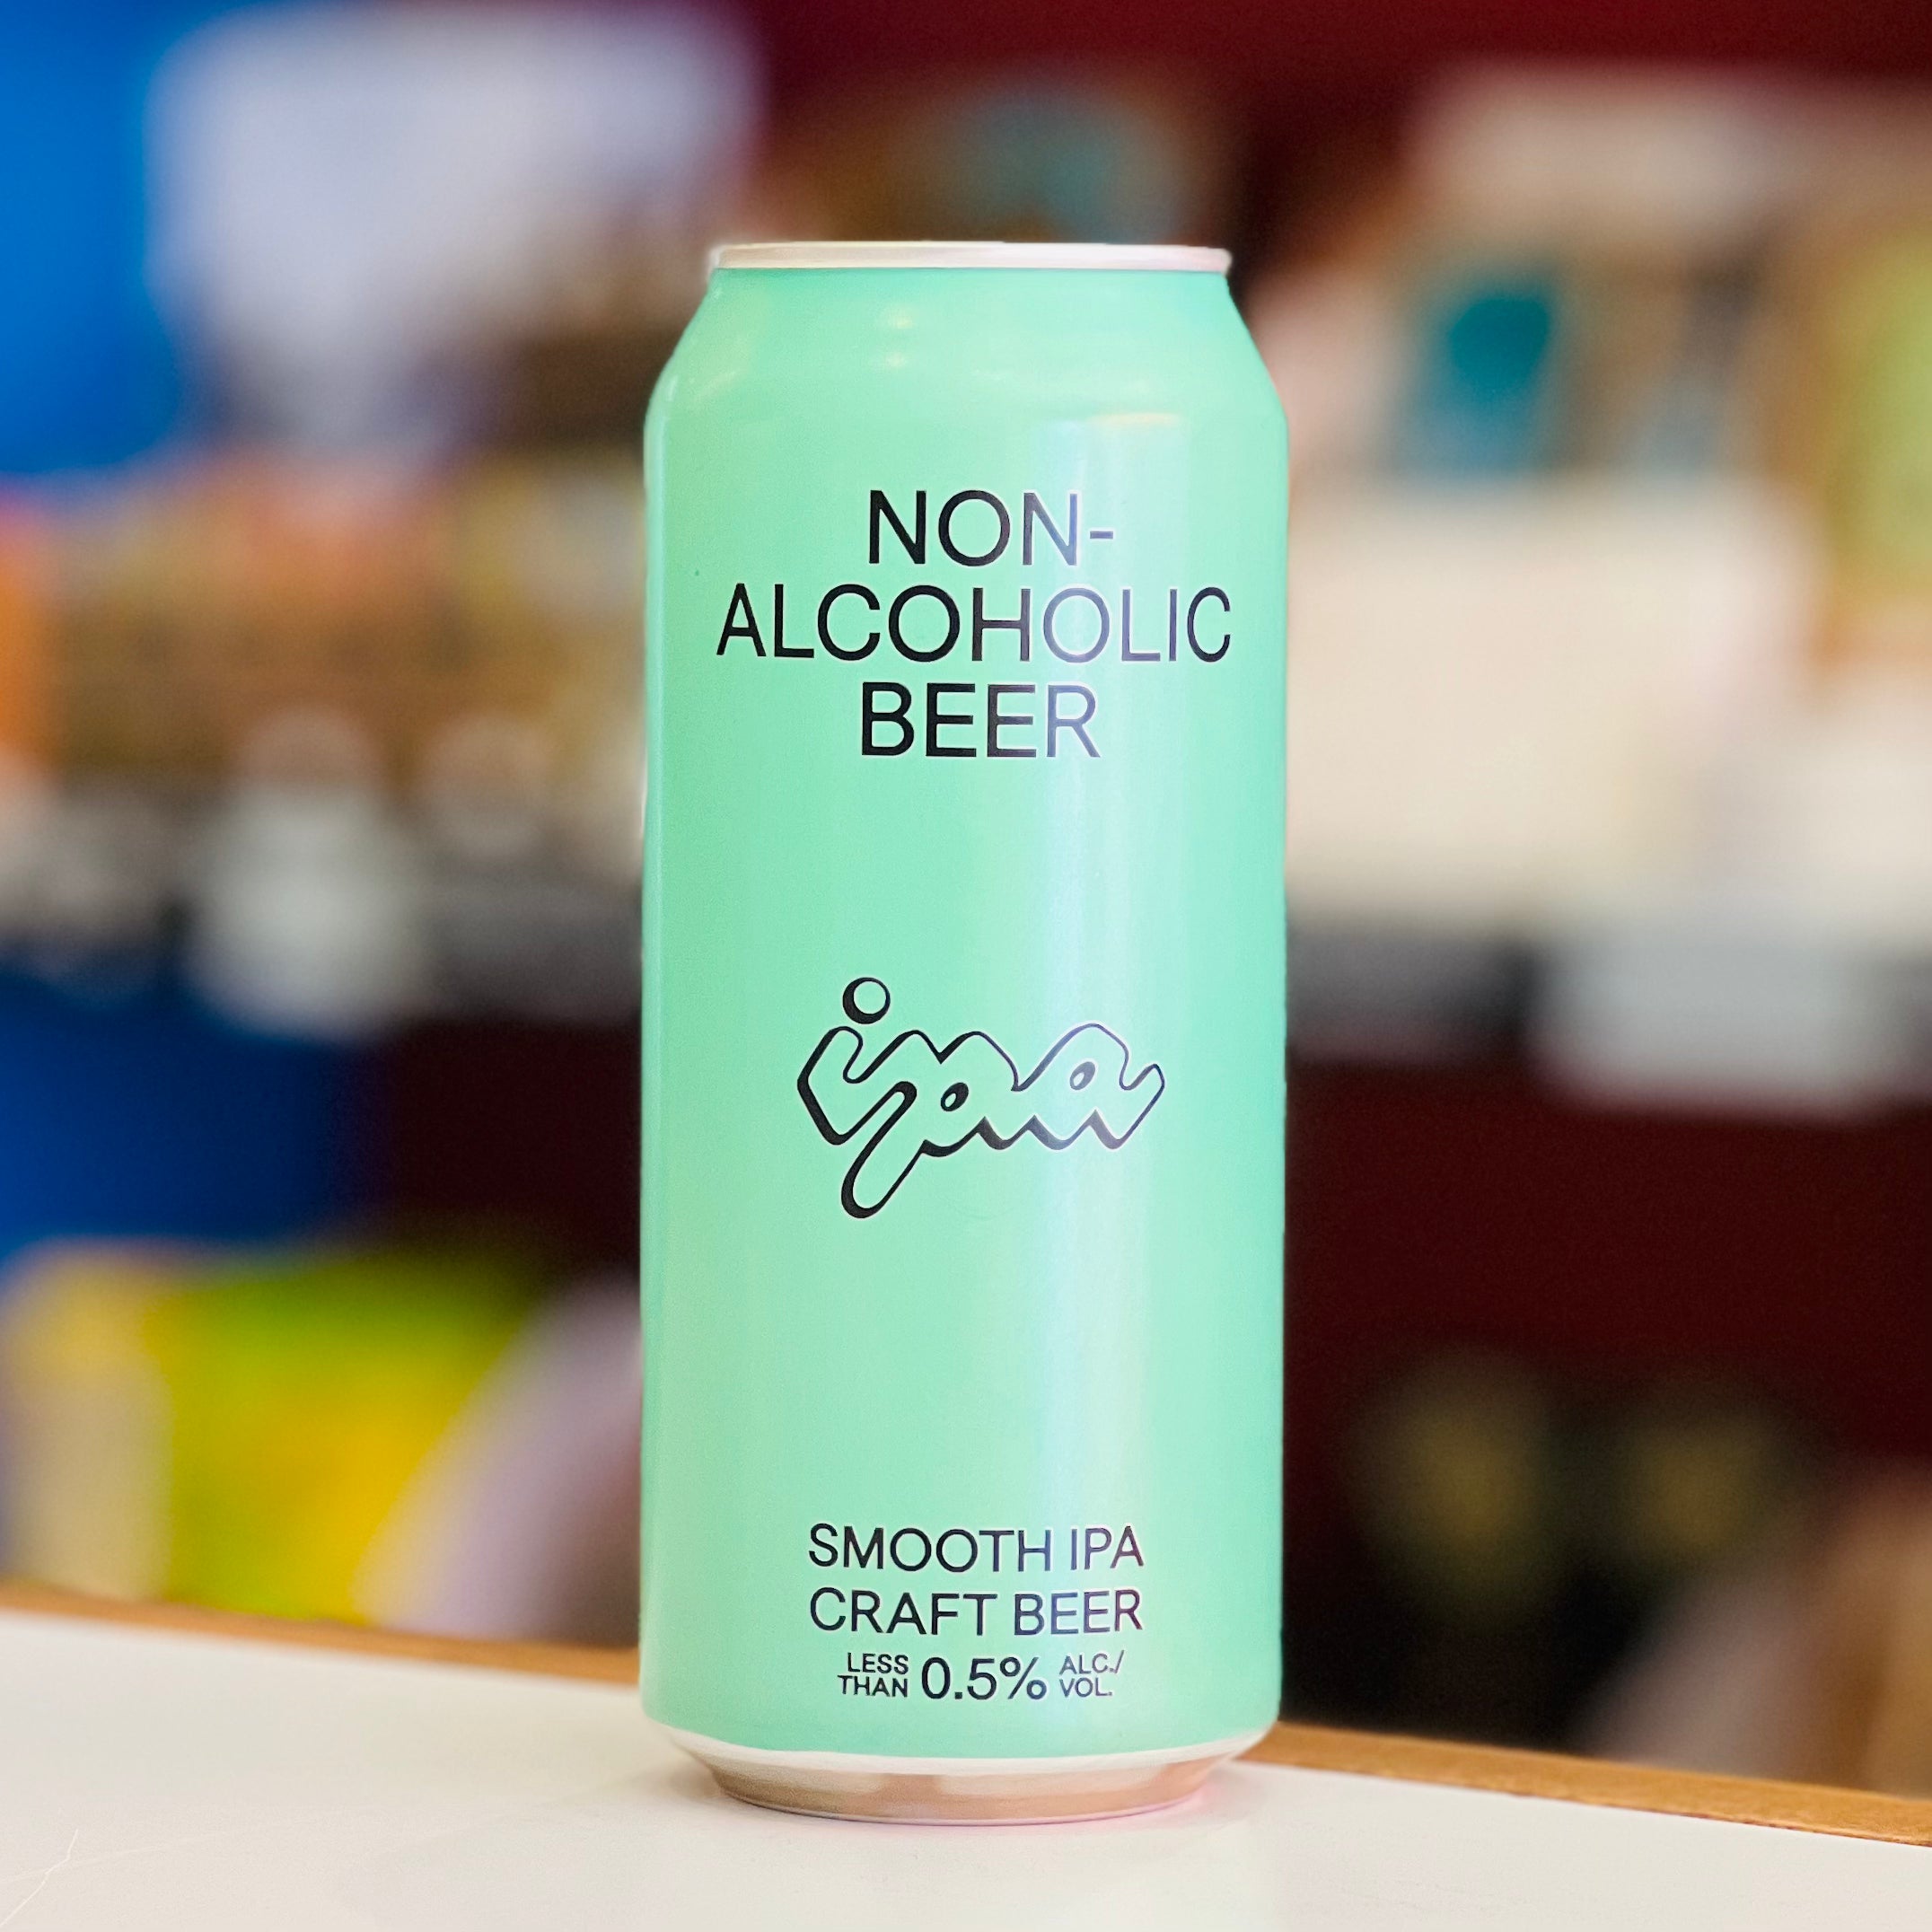 NON-
ALCOHOLIC
BEER
ipa
SMOOTH IPA
CRAFT BEER
LESS THAN 0.5% ALC./VOL.